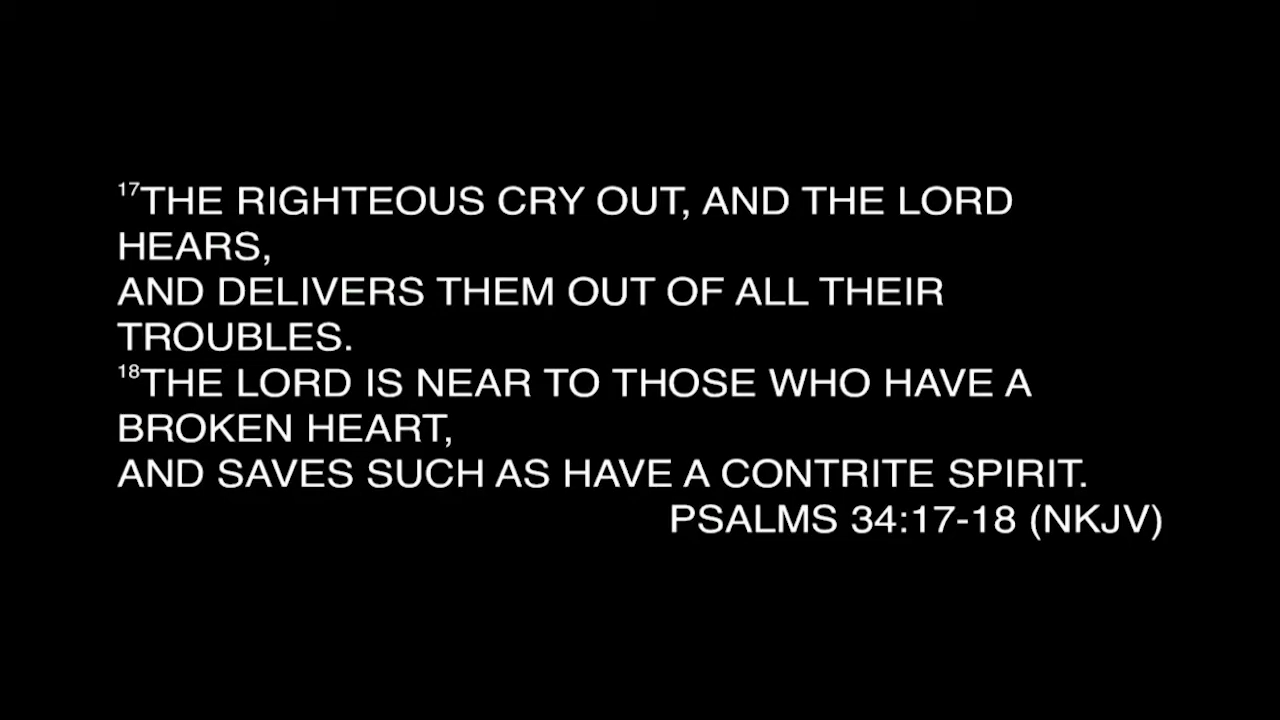 17THE RIGHTEOUS CRY OUT, AND THE LORD
HEARS,
AND DELIVERS THEM OUT OF ALL THEIR
TROUBLES.
18THE LORD IS NEAR TO THOSE WHO HAVE A
BROKEN HEART,
AND SAVES SUCH AS HAVE A CONTRITE SPIRIT.
PSALMS 34:17-18 (NKJV)